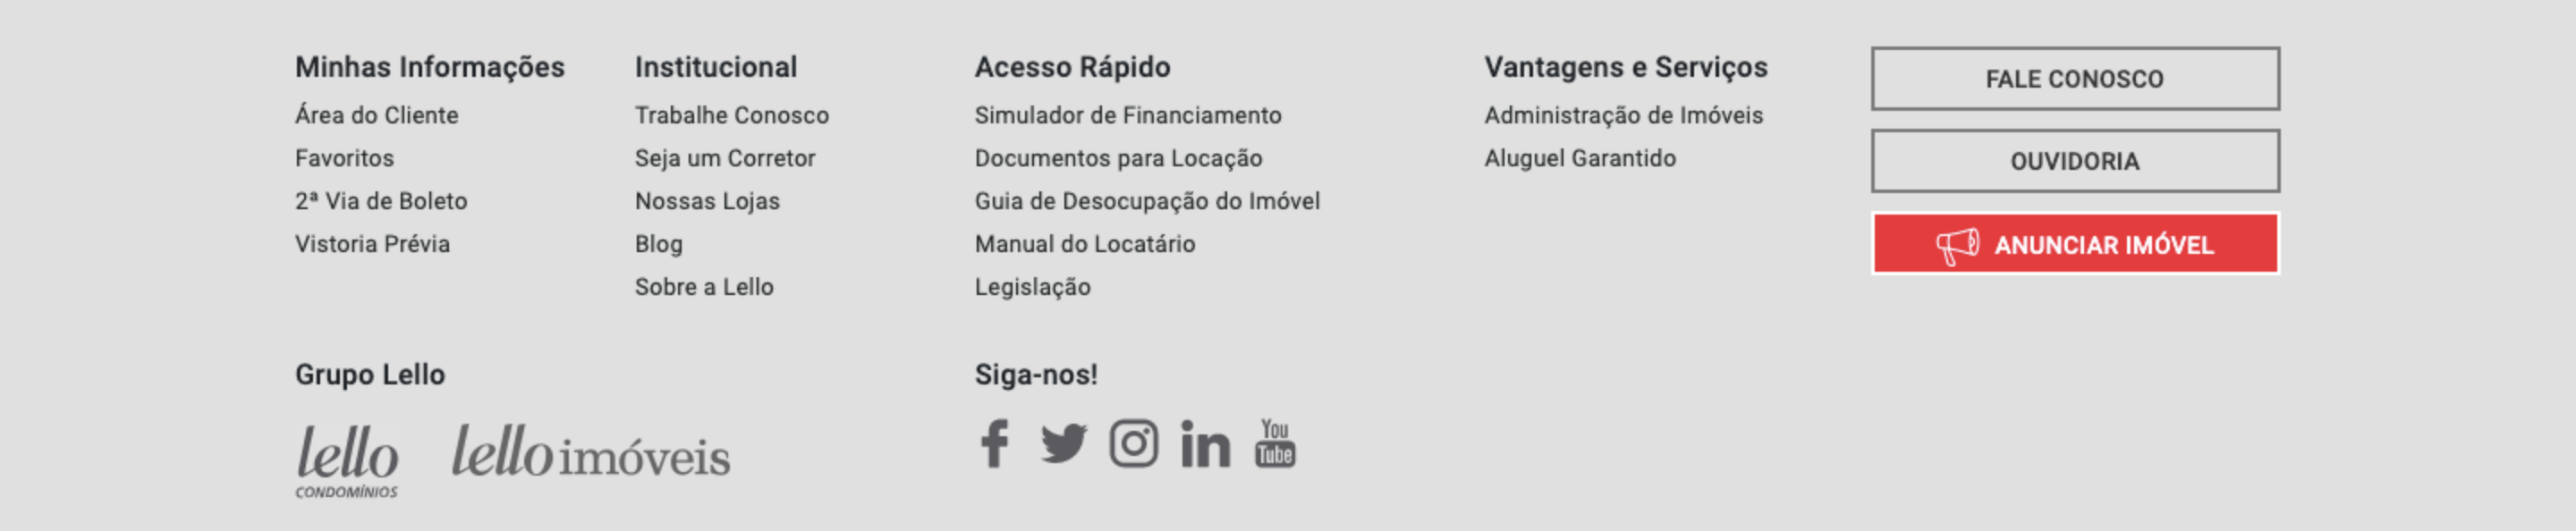 Minhas Informações
Área do Cliente
Favoritos
2ª Via de Boleto
Vistoria Prévia
Institucional
Trabalhe Conosco
Seja um Corretor
Nossas Lojas
Blog
Sobre a Lello
Acesso Rápido
Simulador de Financiamento
Documentos para Locação
Guia de Desocupação do Imóvel
Manual do Locatário
Legislação
Vantagens e Serviços
Administração de Imóveis
Aluguel Garantido
FALE CONOSCO
OUVIDORIA
ANUNCIAR IMÓVEL
Grupo Lello
lello
CONDOMÍNIOS
lello imóveis
Siga-nos!
f
in
You
Tube